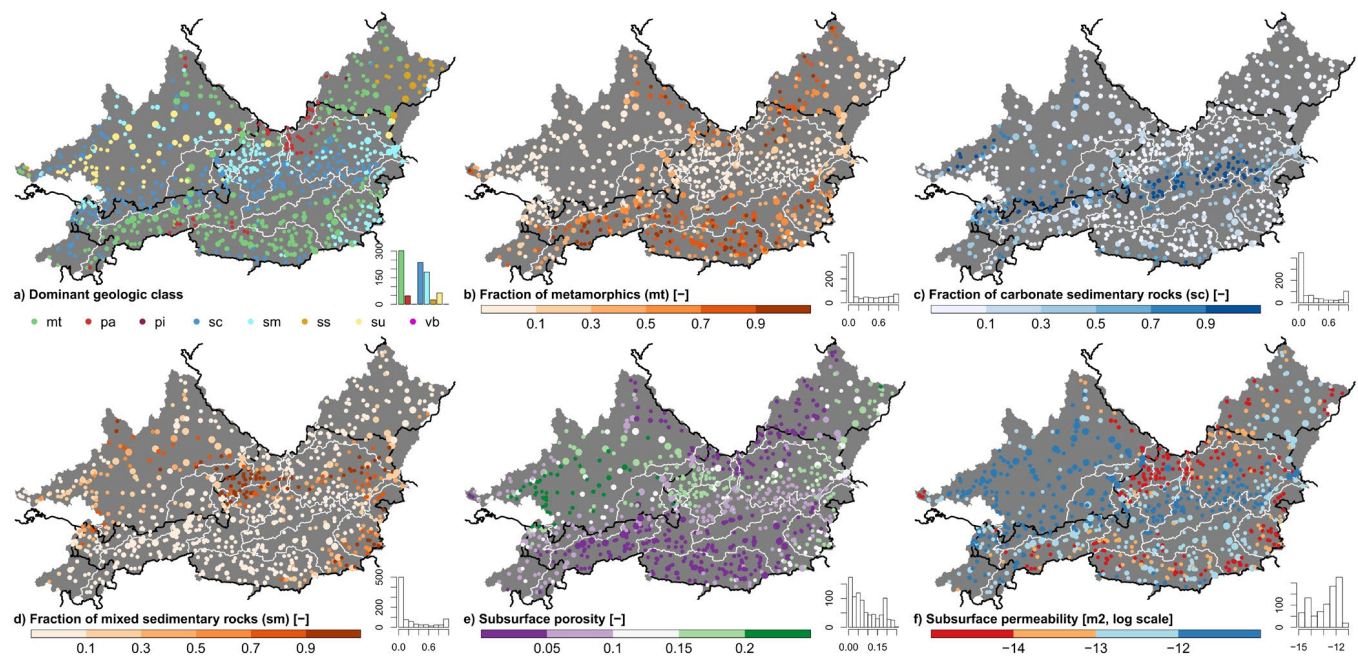 300
150
0
a) Dominant geologic class
mt pa pi sc sm ss su vb
b) Fraction of metamorphics (mt) [−]
0.1 0.3 0.5 0.7 0.9
0 200
0.0 0.6
c) Fraction of carbonate sedimentary rocks (sc) [−]
0.1 0.3 0.5 0.7 0.9
0 200
0.0 0.6
d) Fraction of mixed sedimentary rocks (sm) [−]
0.1 0.3 0.5 0.7 0.9
0 200 500
0.0 0.6
e) Subsurface porosity [−]
0.05 0.1 0.15 0.2
0 100
0.00 0.15
f) Subsurface permeability [m2, log scale]
−14 −13 −12
0 100
−15 −12